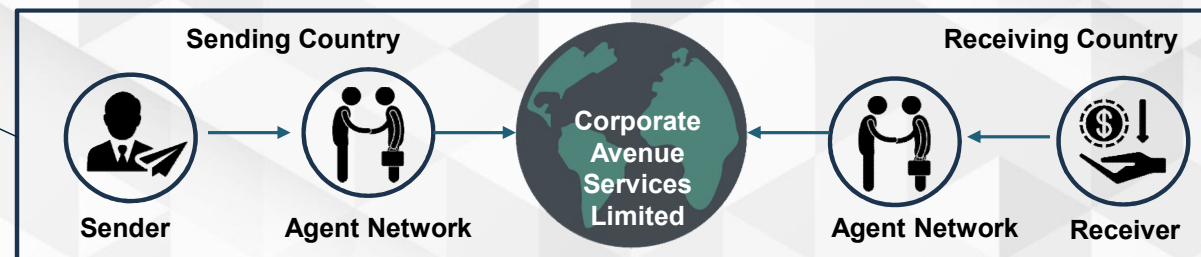 Sending Country
Receiving Country
Corporate
Avenue
Services
Limited
$
Sender
Agent Network
Agent Network
Receiver